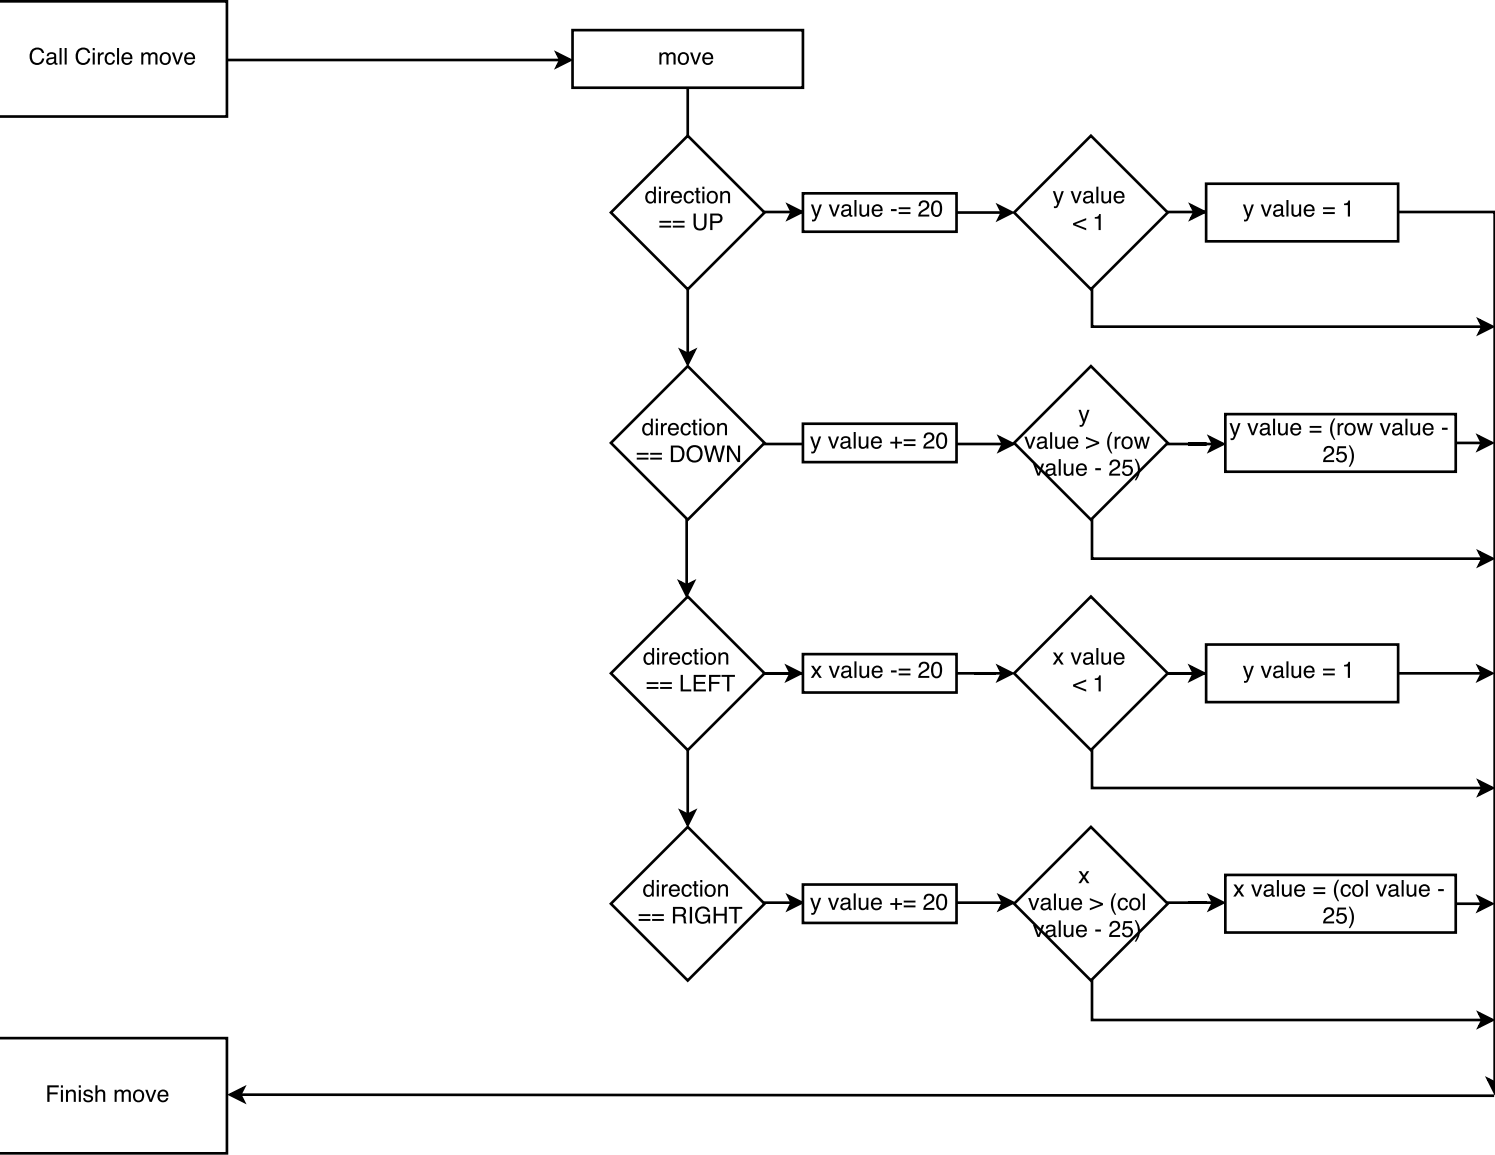 Call Circle move
move
direction
== UP
y value -= 20
y value
< 1
y value = 1
direction
== DOWN
y value += 20
y
value > (row
value - 25)
y value = (row value -
25)
direction
== LEFT
x value -= 20
x value
< 1
y value = 1
direction
== RIGHT
y value += 20
x
value > (col
value - 25)
x value = (col value -
25)
Finish move